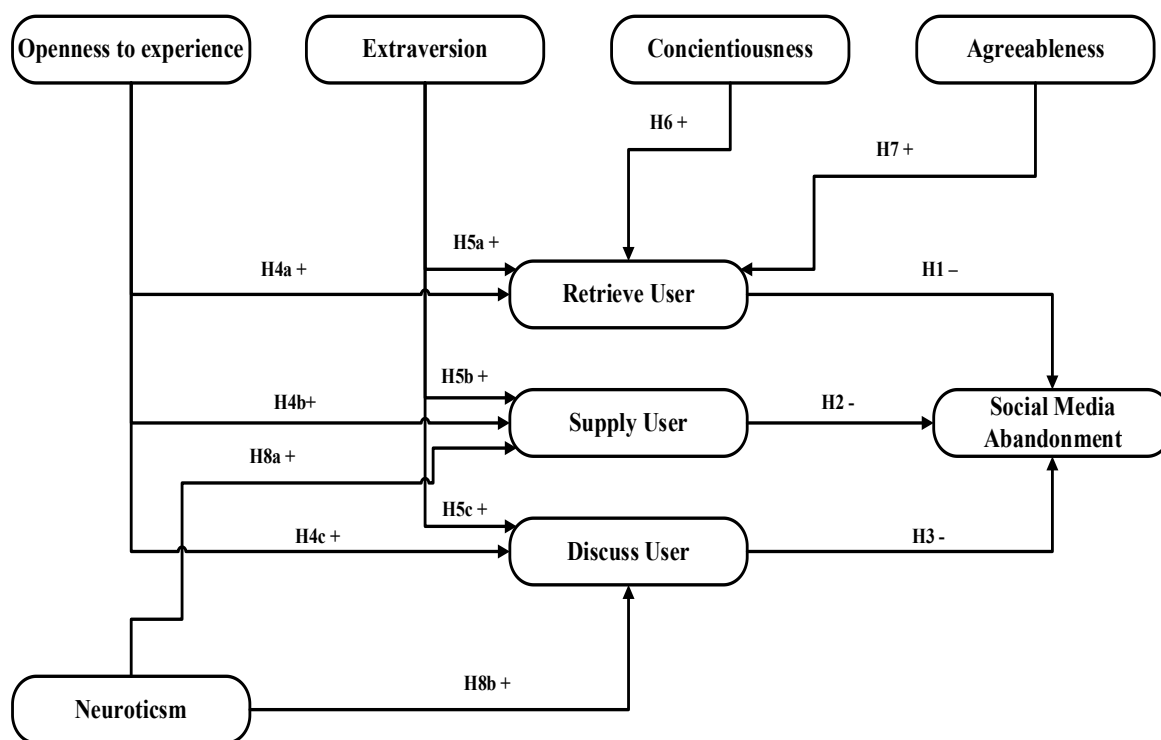 Openness to experience
Extraversion
Concientiousness
Agreeableness
H6 +
H7 +
H5a +
H4a +
Retrieve User
H1 –
H5b +
H4b+
Supply User
H2 -
Social Media
Abandonment
H8a +
H5c +
H4c +
Discuss User
H3 -
Neuroticsm
H8b +